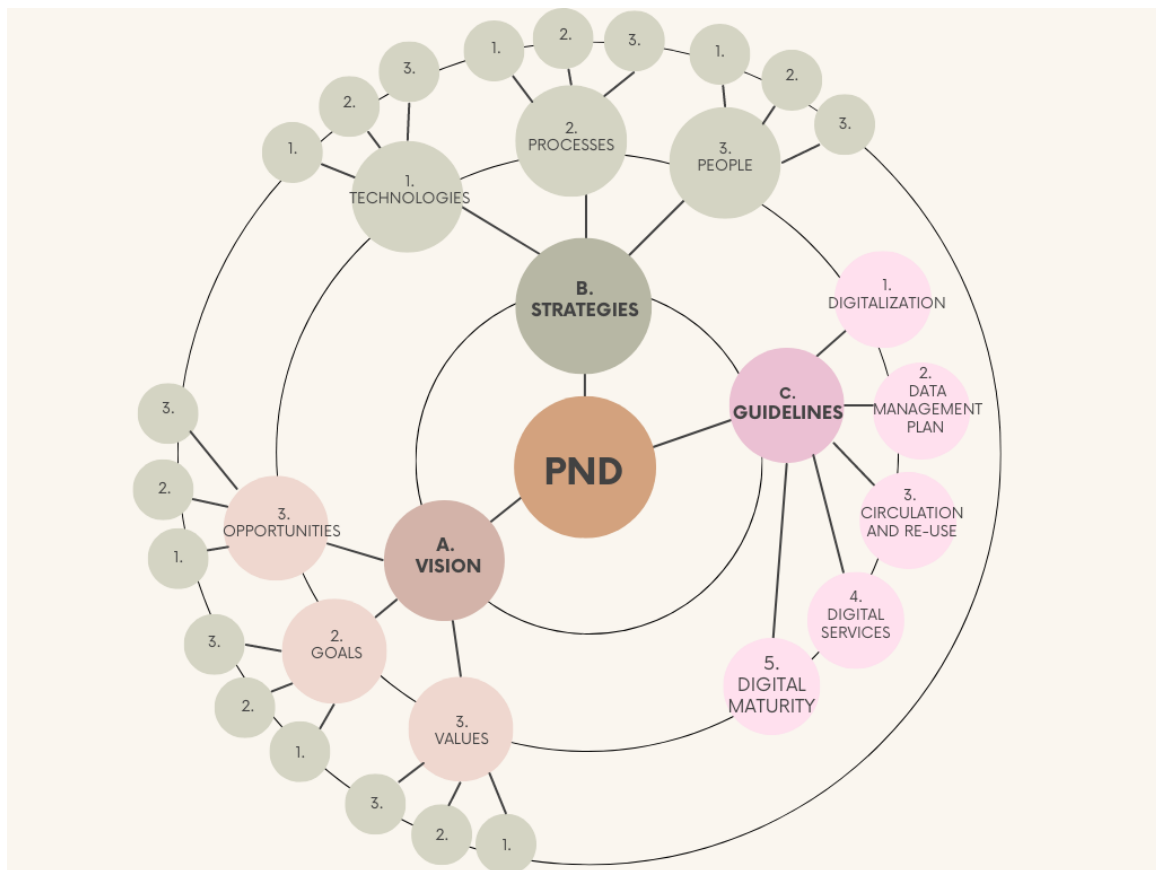 1.
2.
3.
1.
2.
3.
1.
2.
3.
1.
TECHNOLOGIES
2.
PROCESSES
3.
PEOPLE
B.
STRATEGIES
PND
C.
GUIDELINES
1.
DIGITALIZATION
2.
DATA
MANAGEMENT
PLAN
3.
CIRCULATION
AND RE-USE
4.
DIGITAL
SERVICES
5.
DIGITAL
MATURITY
A.
VISION
3.
OPPORTUNITIES
3.
2.
1.
2.
GOALS
3.
2.
1.
3.
VALUES
3.
2.
1.